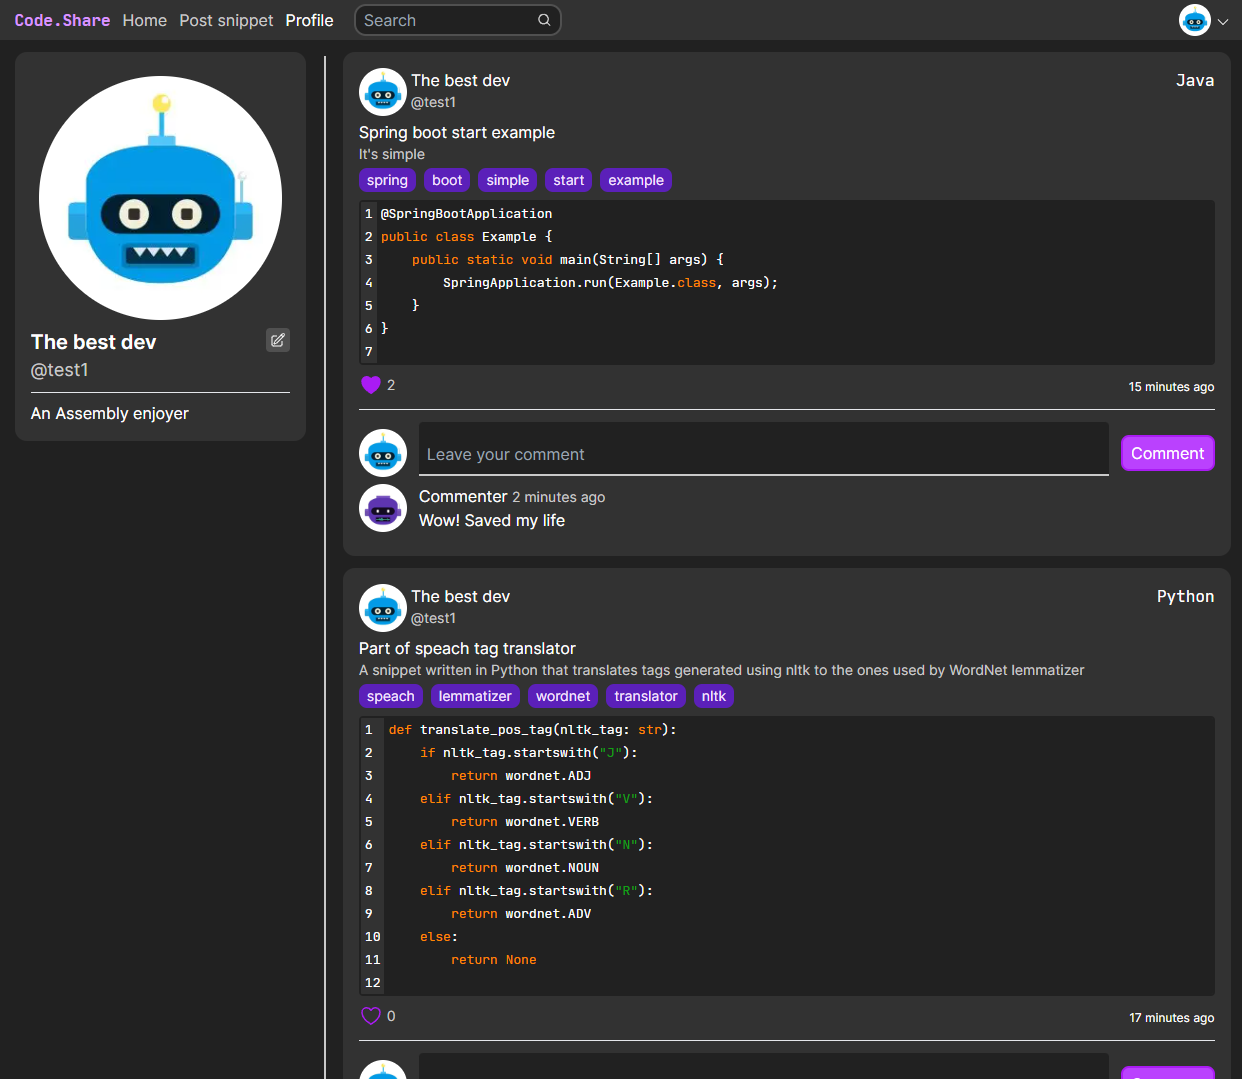 Code.Share Home Post snippet Profile Search
The best dev
@test1
An Assembly enjoyer
The best dev Java
@test1
Spring boot start example
It's simple
spring boot simple start example
1 @SpringBootApplication
2 public class Example {
3     public static void main(String[] args) {
4         SpringApplication.run(Example.class, args);
5     }
6 }
7
2 15 minutes ago
Leave your comment Comment
Commenter 2 minutes ago
Wow! Saved my life
The best dev Python
@test1
Part of speach tag translator
A snippet written in Python that translates tags generated using nltk to the ones used by WordNet lemmatizer
speach lemmatizer wordnet translator nltk
1 def translate_pos_tag(nltk_tag: str):
2     if nltk_tag.startswith("J"):
3         return wordnet.ADJ
4     elif nltk_tag.startswith("V"):
5         return wordnet.VERB
6     elif nltk_tag.startswith("N"):
7         return wordnet.NOUN
8     elif nltk_tag.startswith("R"):
9         return wordnet.ADV
10     else:
11         return None
12
0 17 minutes ago